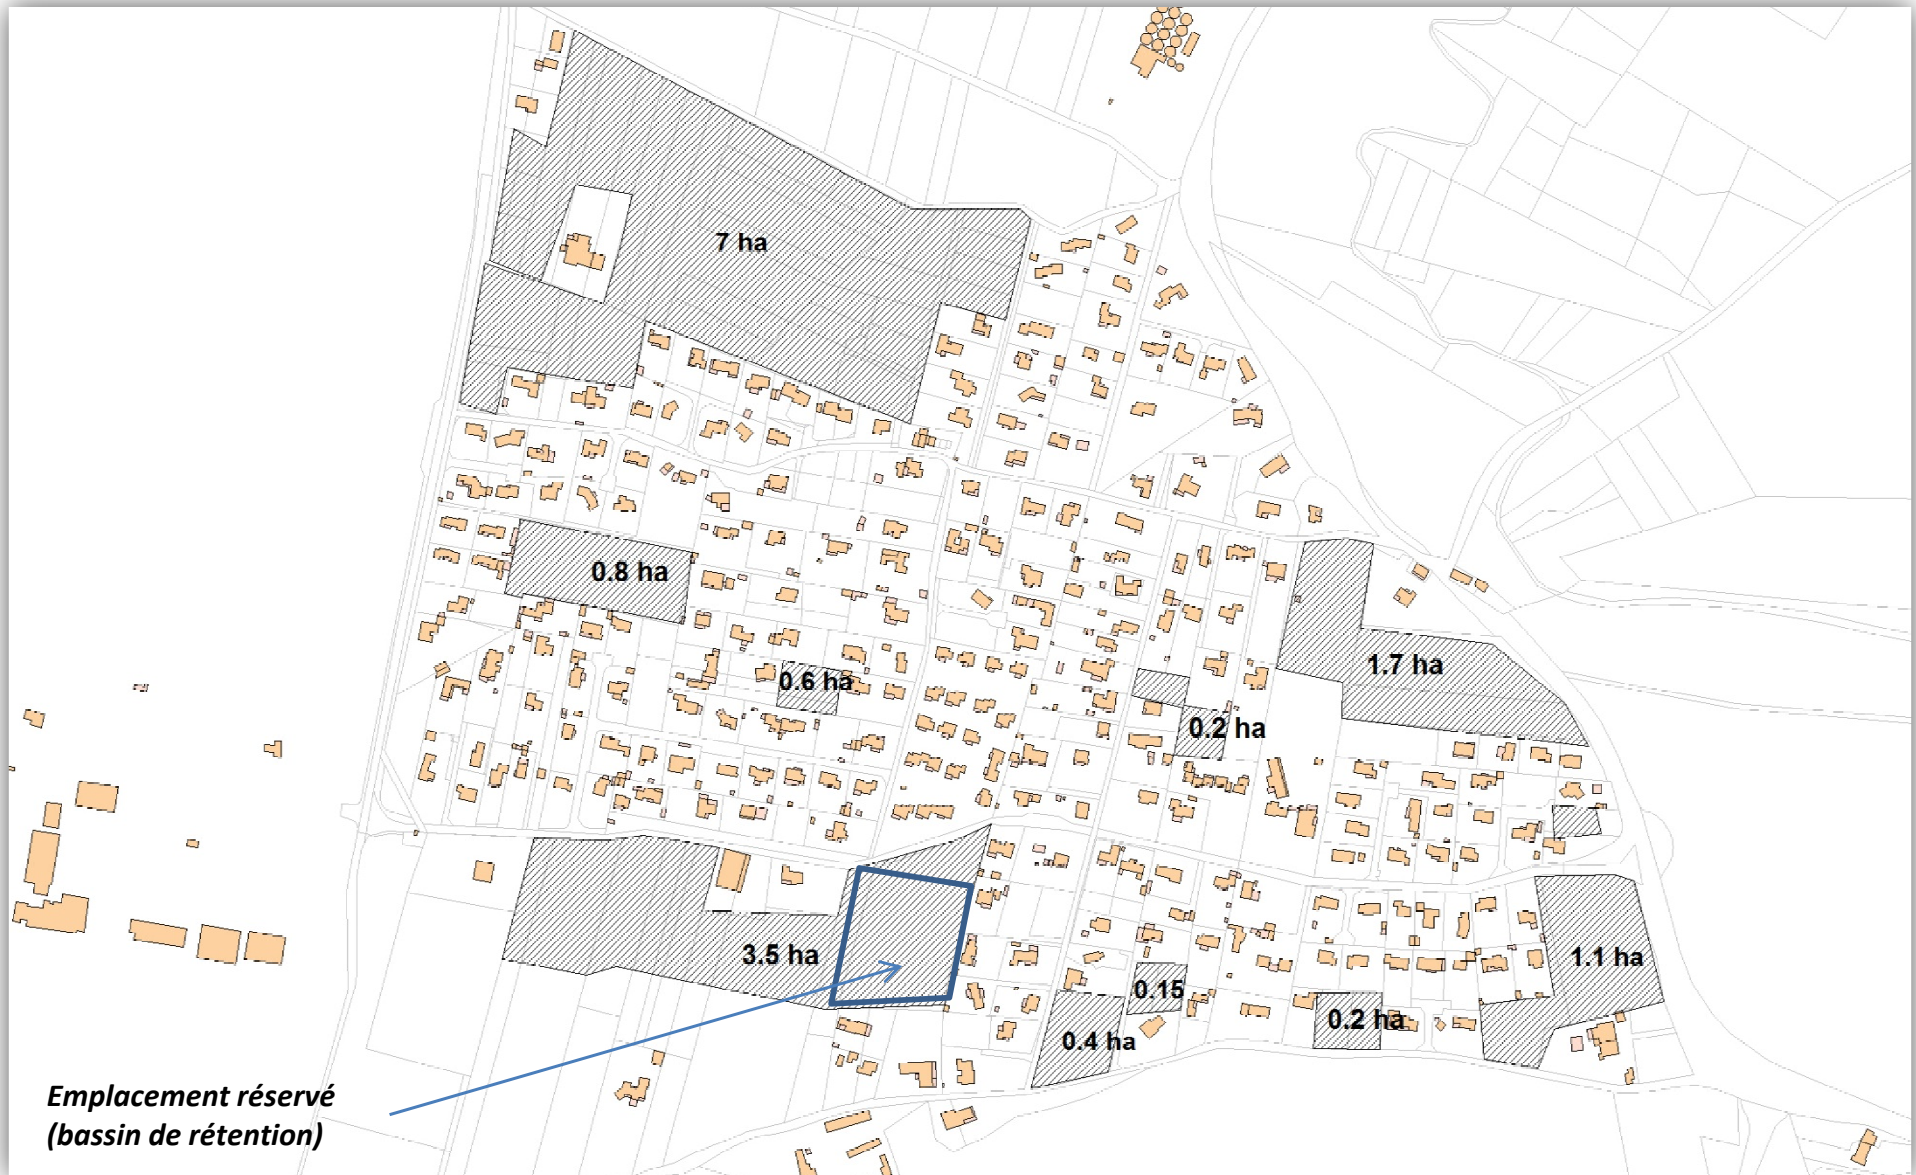 7 ha
0.8 ha
1.7 ha
0.6 ha
0.2 ha
3.5 ha
1.1 ha
0.15
0.2 ha
0.4 ha
Emplacement réservé
(bassin de rétention)